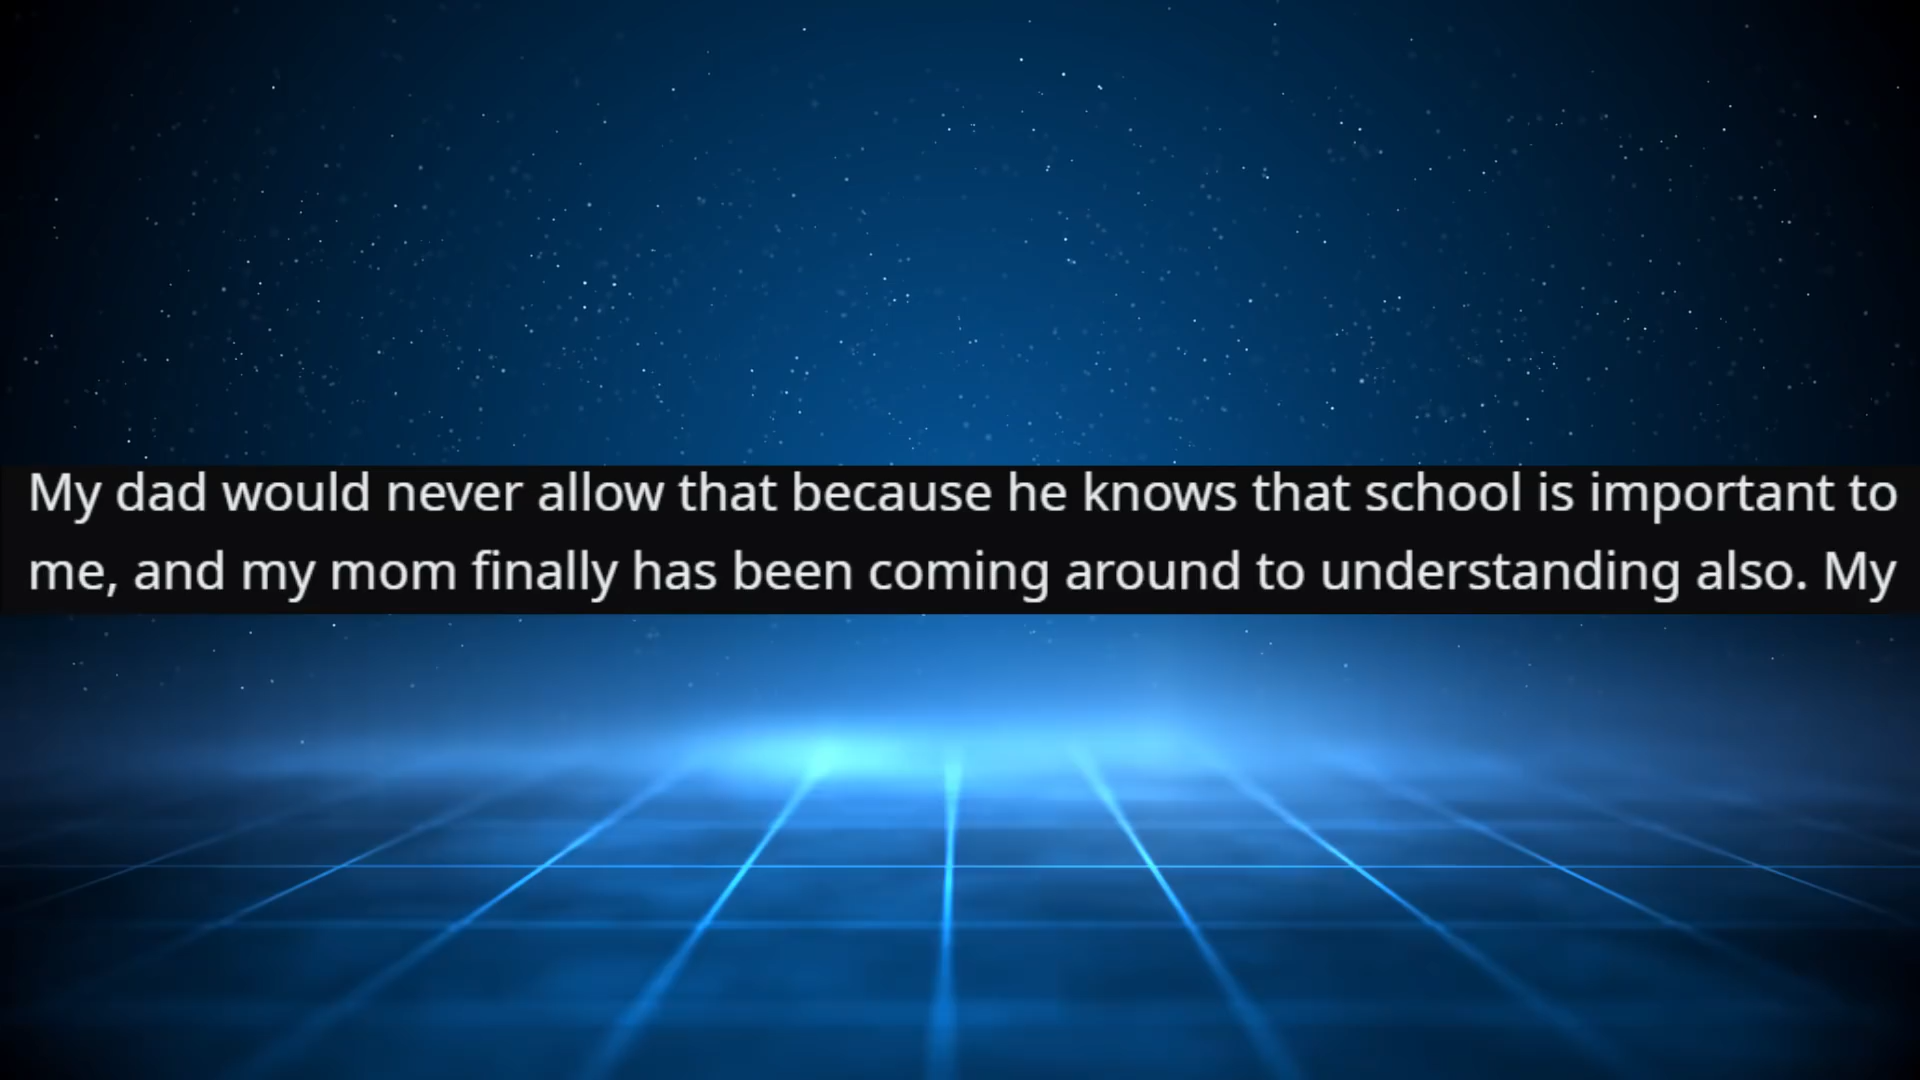 My dad would never allow that because he knows that school is important to
me, and my mom finally has been coming around to understanding also. My